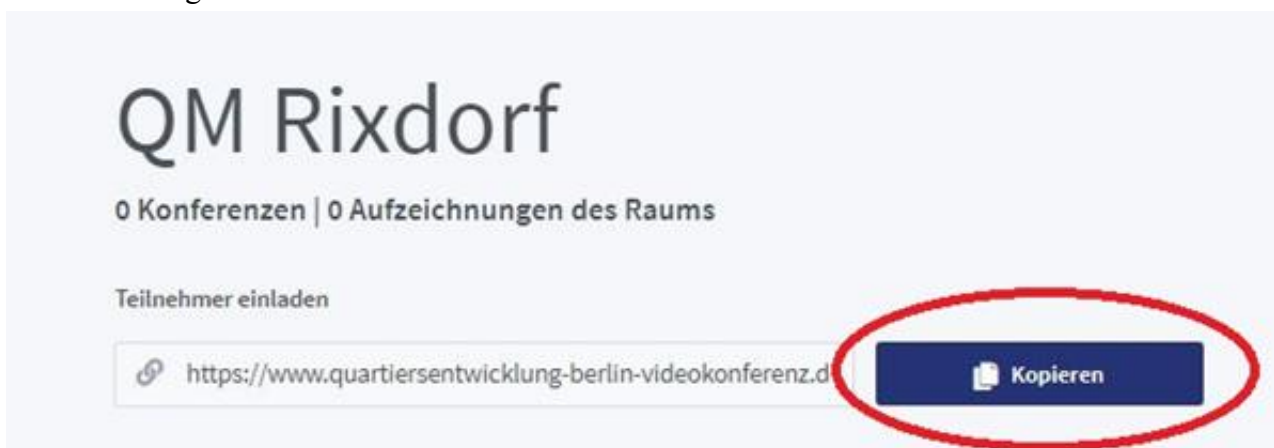 QM Rixdorf
0 Konferenzen | 0 Aufzeichnungen des Raums
Teilnehmer einladen
https://www.quartiersentwicklung-berlin-videokonferenz.d
Kopieren